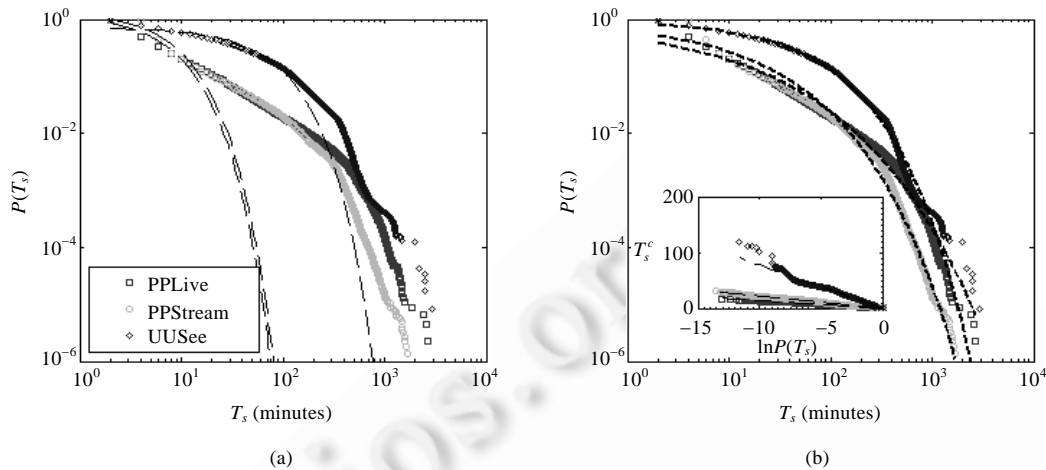 10^0
10^-2
10^-4
10^-6
P(T_s)
PPLive
PPStream
UUSee
10^0 10^1 10^2 10^3 10^4
T_s (minutes)
(a)
10^0
10^-2
10^-4
10^-6
P(T_s)
200
100
0
T_s^c
−15 −10 −5 0
lnP(T_s)
10^0 10^1 10^2 10^3 10^4
T_s (minutes)
(b)